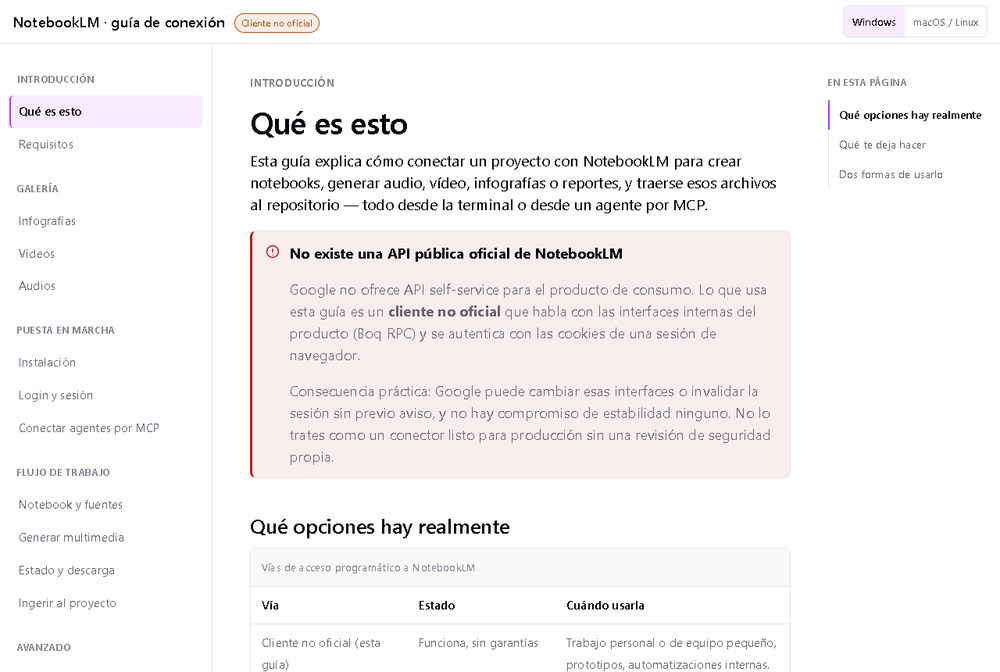 NotebookLM · guía de conexión
Cliente no oficial
Windows
macOS / Linux
INTRODUCCIÓN
Qué es esto
Requisitos
GALERÍA
Infografías
Vídeos
Audios
PUESTA EN MARCHA
Instalación
Login y sesión
Conectar agentes por MCP
FLUJO DE TRABAJO
Notebook y fuentes
Generar multimedia
Estado y descarga
Ingerir al proyecto
AVANZADO
INTRODUCCIÓN
Qué es esto
Esta guía explica cómo conectar un proyecto con NotebookLM para crear
notebooks, generar audio, vídeo, infografías o reportes, y traerse esos archivos
al repositorio — todo desde la terminal o desde un agente por MCP.
No existe una API pública oficial de NotebookLM
Google no ofrece API self-service para el producto de consumo. Lo que usa
esta guía es un cliente no oficial que habla con las interfaces internas del
producto (Boq RPC) y se autentica con las cookies de una sesión de
navegador.
Consecuencia práctica: Google puede cambiar esas interfaces o invalidar la
sesión sin previo aviso, y no hay compromiso de estabilidad ninguno. No lo
trates como un conector listo para producción sin una revisión de seguridad
propia.
Qué opciones hay realmente
Vías de acceso programático a NotebookLM
Vía
Estado
Cuándo usarla
Cliente no oficial (esta
guía)
Funciona, sin garantías
Trabajo personal o de equipo pequeño,
prototipos, automatizaciones internas.
EN ESTA PÁGINA
Qué opciones hay realmente
Qué te deja hacer
Dos formas de usarlo